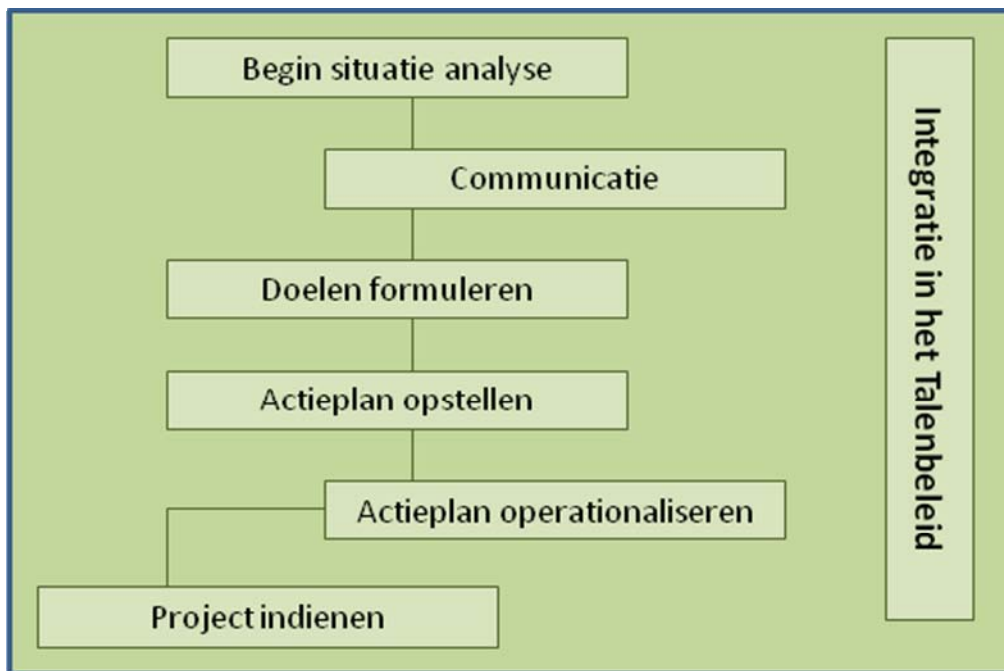 Begin situatie analyse
Communicatie
Doelen formuleren
Actieplan opstellen
Actieplan operationaliseren
Project indienen
Integratie in het Talenbeleid